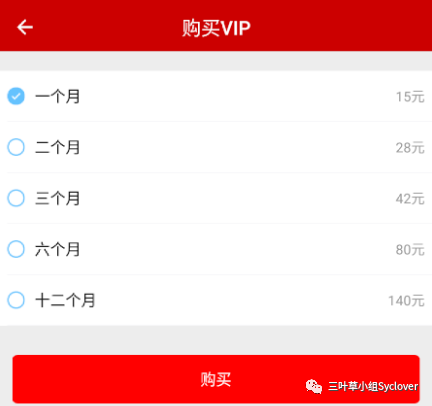 购买VIP
一个月 15元
二个月 28元
三个月 42元
六个月 80元
十二个月 140元
购买
三叶草小组Syclover